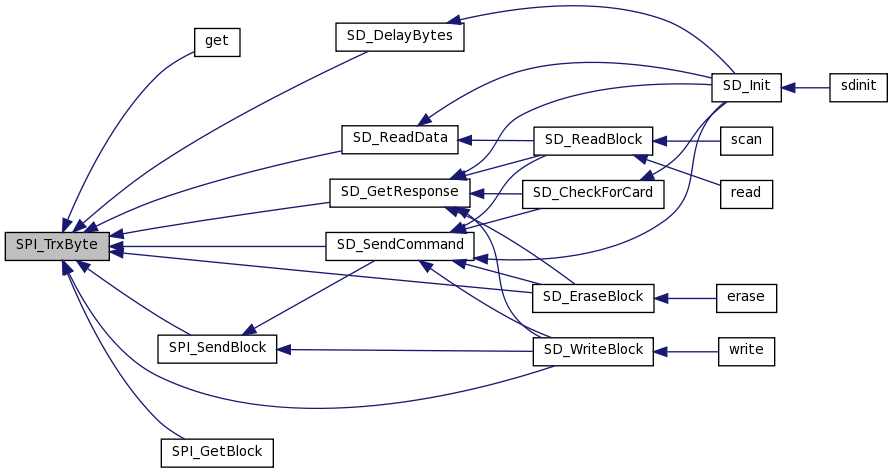 get
SD_DelayBytes
SD_Init
sdinit
SD_ReadData
SD_ReadBlock
scan
SD_GetResponse
SD_CheckForCard
read
SPI_TrxByte
SD_SendCommand
SD_EraseBlock
erase
SPI_SendBlock
SD_WriteBlock
write
SPI_GetBlock